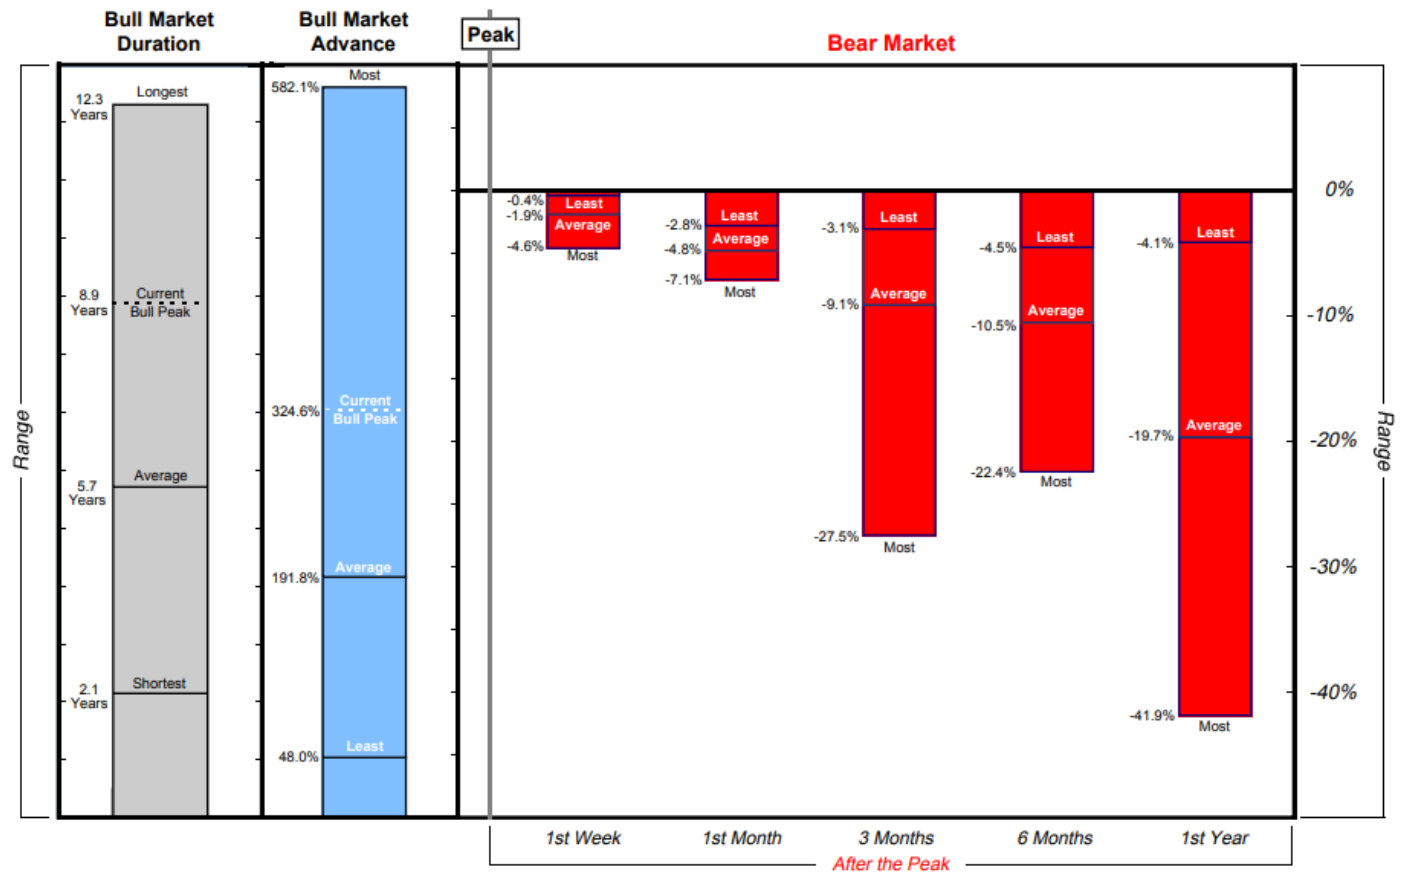 Bull Market
Duration
Bull Market
Advance
Peak
Bear Market
Range
12.3
Years
Longest
8.9
Years
Current
Bull Peak
5.7
Years
Average
2.1
Years
Shortest
Most
582.1%
324.6%
Current
Bull Peak
191.8%
Average
48.0%
Least
-0.4%
Least
-1.9%
Average
-4.6%
Most
-2.8%
Least
-4.8%
Average
-7.1%
Most
-3.1%
Least
-9.1%
Average
-27.5%
Most
-4.5%
Least
-10.5%
Average
-22.4%
Most
-4.1%
Least
-19.7%
Average
-41.9%
Most
0%
-10%
-20%
-30%
-40%
Range
1st Week
1st Month
3 Months
6 Months
1st Year
After the Peak